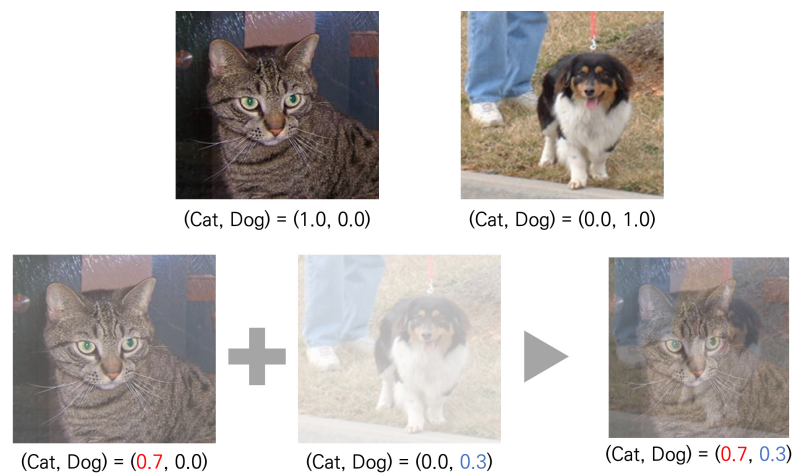 (Cat, Dog) = (1.0, 0.0)
(Cat, Dog) = (0.0, 1.0)
(Cat, Dog) = (0.7, 0.0)
(Cat, Dog) = (0.0, 0.3)
(Cat, Dog) = (0.7, 0.3)